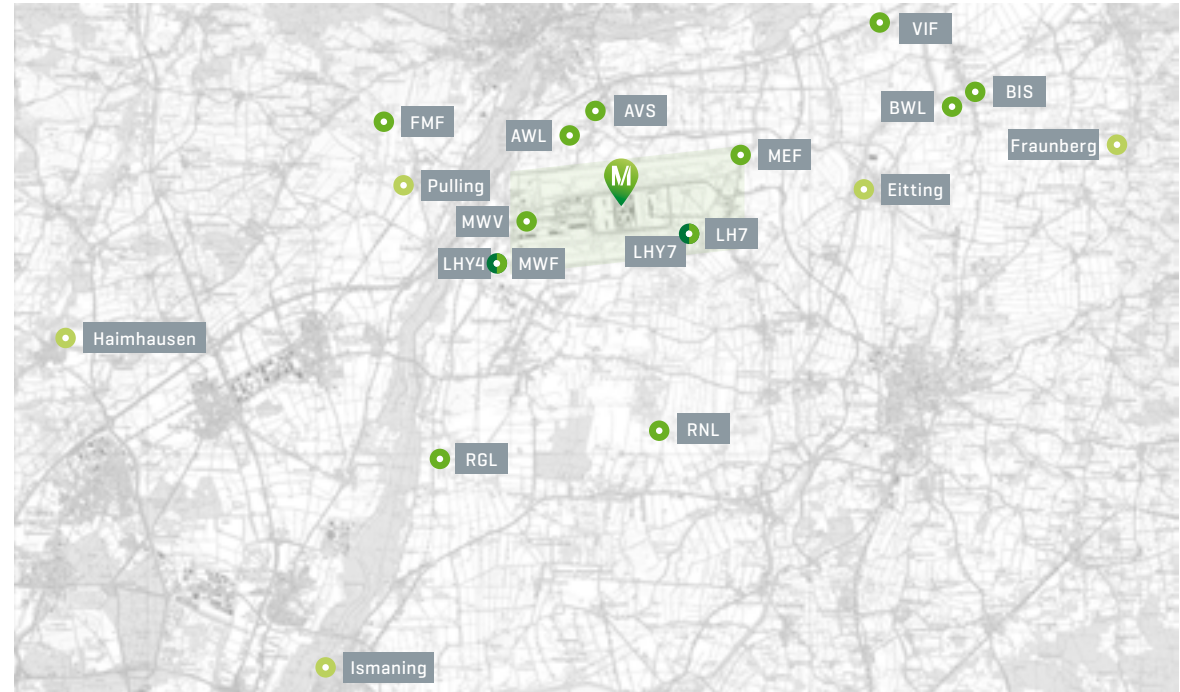 VIF
BIS
BWL
AVS
FMF
AWL
Fraunberg
MEF
M
Pulling
Eitting
MWV
LH7
LHY7
LHY4
MWF
Haimhausen
RNL
RGL
Ismaning